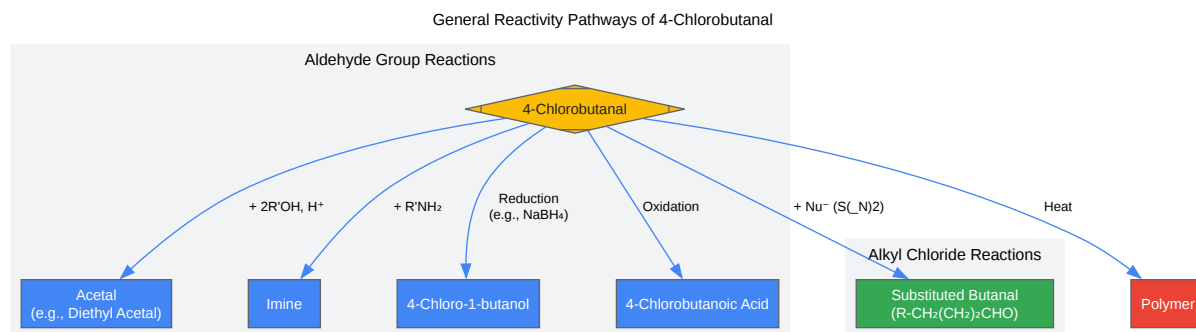 General Reactivity Pathways of 4-Chlorobutanal
Aldehyde Group Reactions
4-Chlorobutanal
+ 2R'OH, H⁺
+ R'NH₂
Reduction
(e.g., NaBH₄)
Oxidation
+ Nu⁻ (S(_N)2)
Heat
Alkyl Chloride Reactions
Acetal
(e.g., Diethyl Acetal)
Imine
4-Chloro-1-butanol
4-Chlorobutanoic Acid
Substituted Butanal
(R-CH₂(CH₂)₂CHO)
Polymer